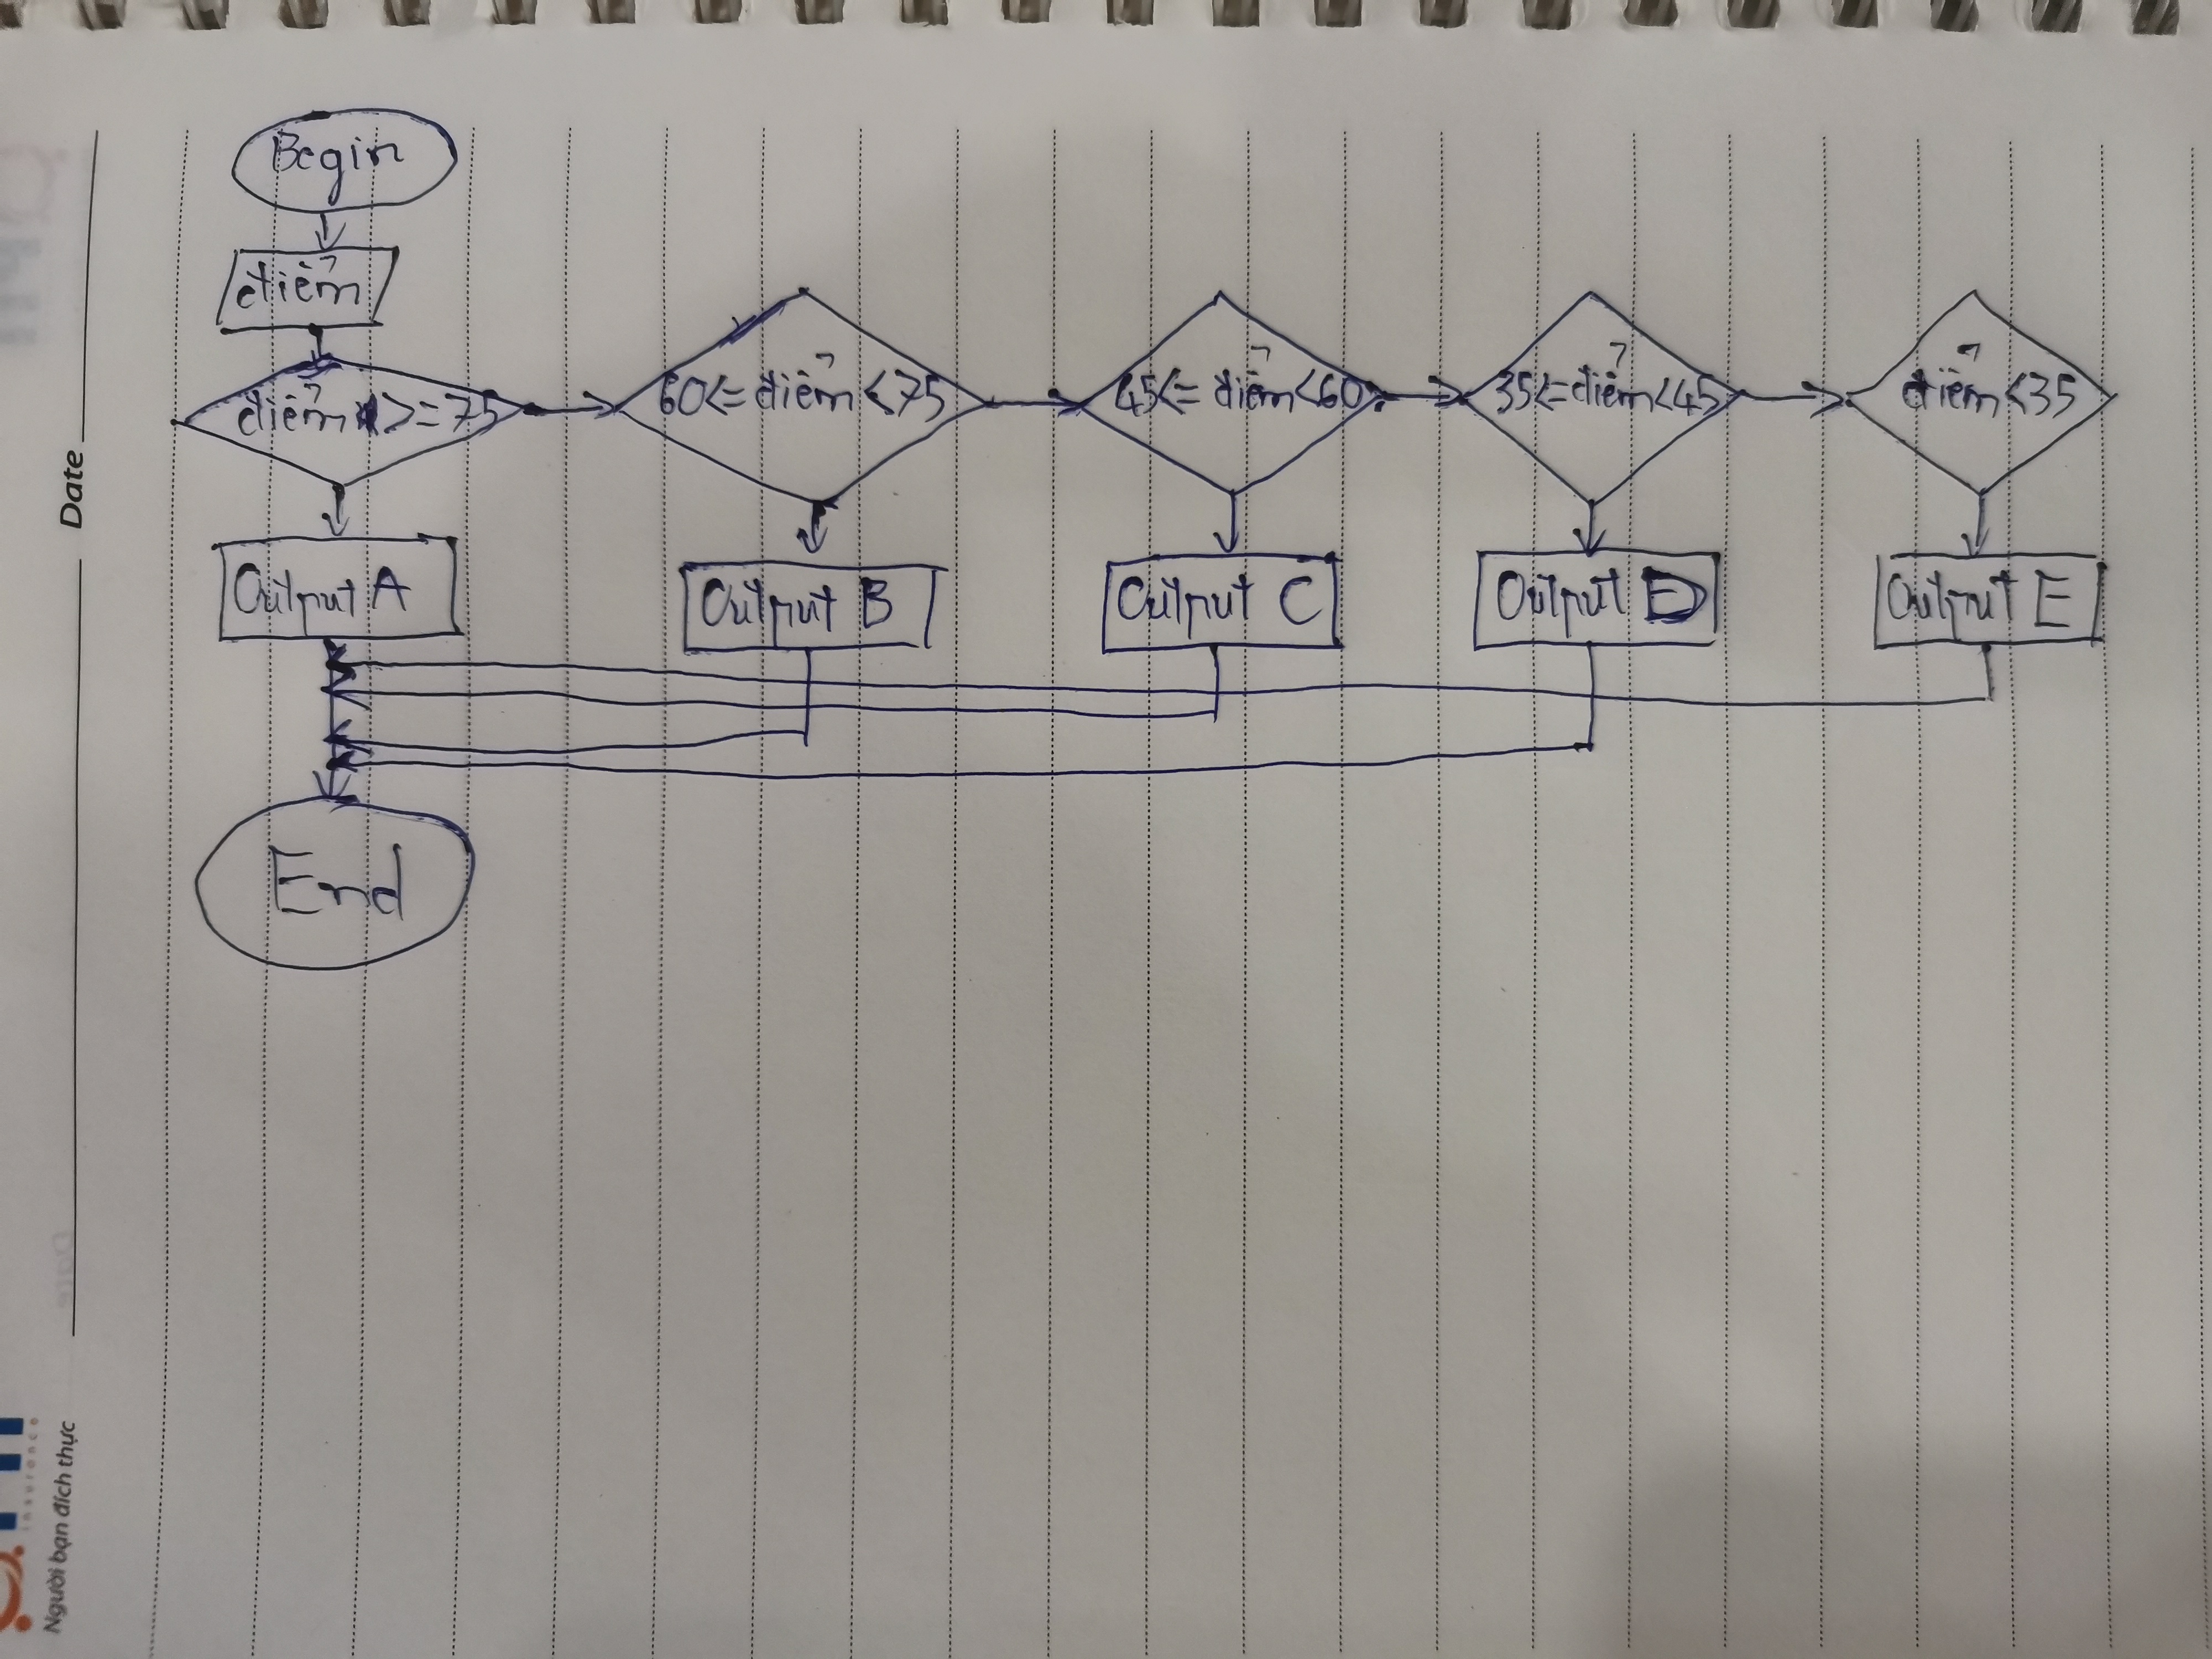 Begin
điểm
điểm >=75
60<= điểm <75
45<= điểm <60
35<=điểm<45
điểm <35
Output A
Output B
Output C
Output D
Output E
End
Date
insurance
Người bạn đích thực